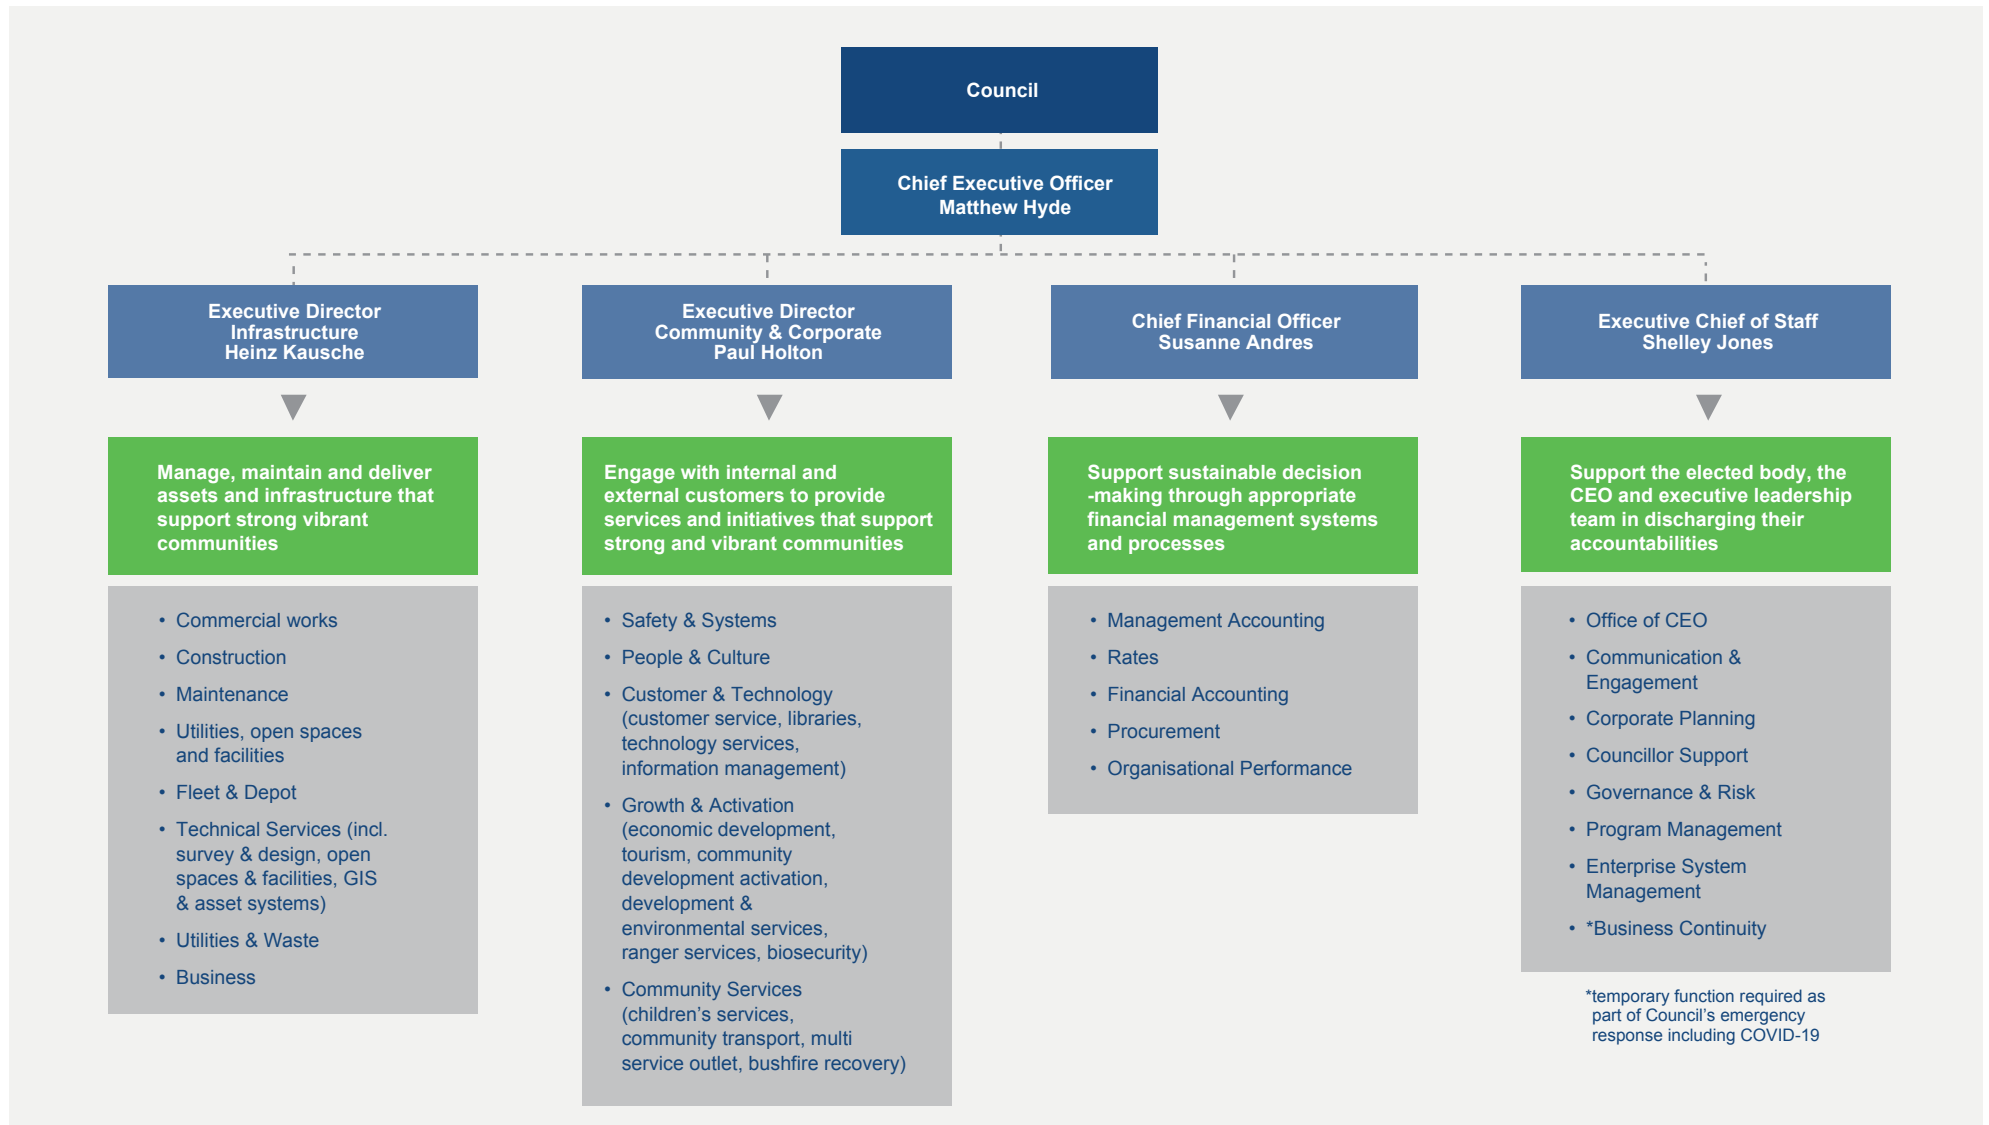 Council
Chief Executive Officer
Matthew Hyde
Executive Director
Infrastructure
Heinz Kausche
Manage, maintain and deliver
assets and infrastructure that
support strong vibrant
communities
• Commercial works
• Construction
• Maintenance
• Utilities, open spaces
and facilities
• Fleet & Depot
• Technical Services (incl.
survey & design, open
spaces & facilities, GIS
& asset systems)
• Utilities & Waste
• Business
Executive Director
Community & Corporate
Paul Holton
Engage with internal and
external customers to provide
services and initiatives that support
strong and vibrant communities
• Safety & Systems
• People & Culture
• Customer & Technology
(customer service, libraries,
technology services,
information management)
• Growth & Activation
(economic development,
tourism, community
development activation,
development &
environmental services,
ranger services, biosecurity)
• Community Services
(children’s services,
community transport, multi
service outlet, bushfire recovery)
Chief Financial Officer
Susanne Andres
Support sustainable decision
-making through appropriate
financial management systems
and processes
• Management Accounting
• Rates
• Financial Accounting
• Procurement
• Organisational Performance
Executive Chief of Staff
Shelley Jones
Support the elected body, the
CEO and executive leadership
team in discharging their
accountabilities
• Office of CEO
• Communication &
Engagement
• Corporate Planning
• Councillor Support
• Governance & Risk
• Program Management
• Enterprise System
Management
• *Business Continuity
*temporary function required as
part of Council’s emergency
response including COVID-19